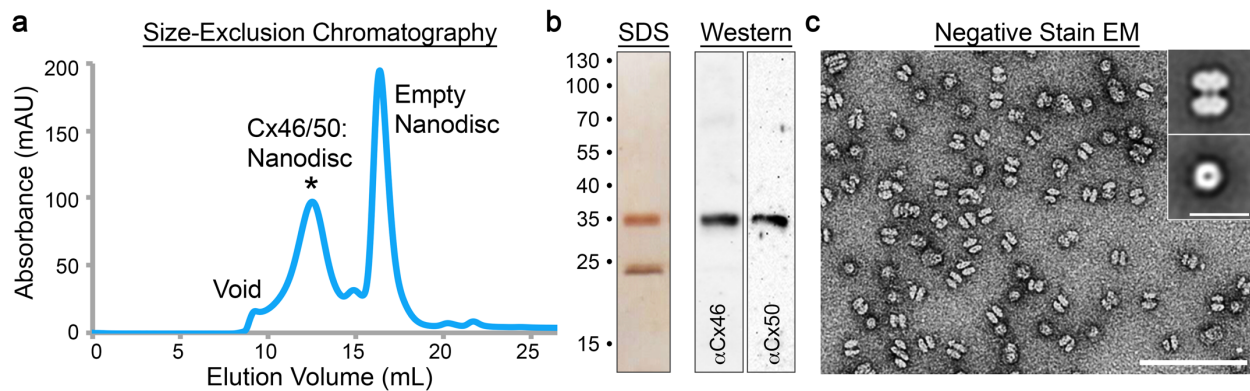 a
Size-Exclusion Chromatography
Absorbance (mAU)
200
150
100
50
0
Void
Cx46/50:
Nanodisc
*
Empty
Nanodisc
0 5 10 15 20 25
Elution Volume (mL)
b
SDS Western
130
100
70
55
40
35
25
15
αCx46
αCx50
c
Negative Stain EM